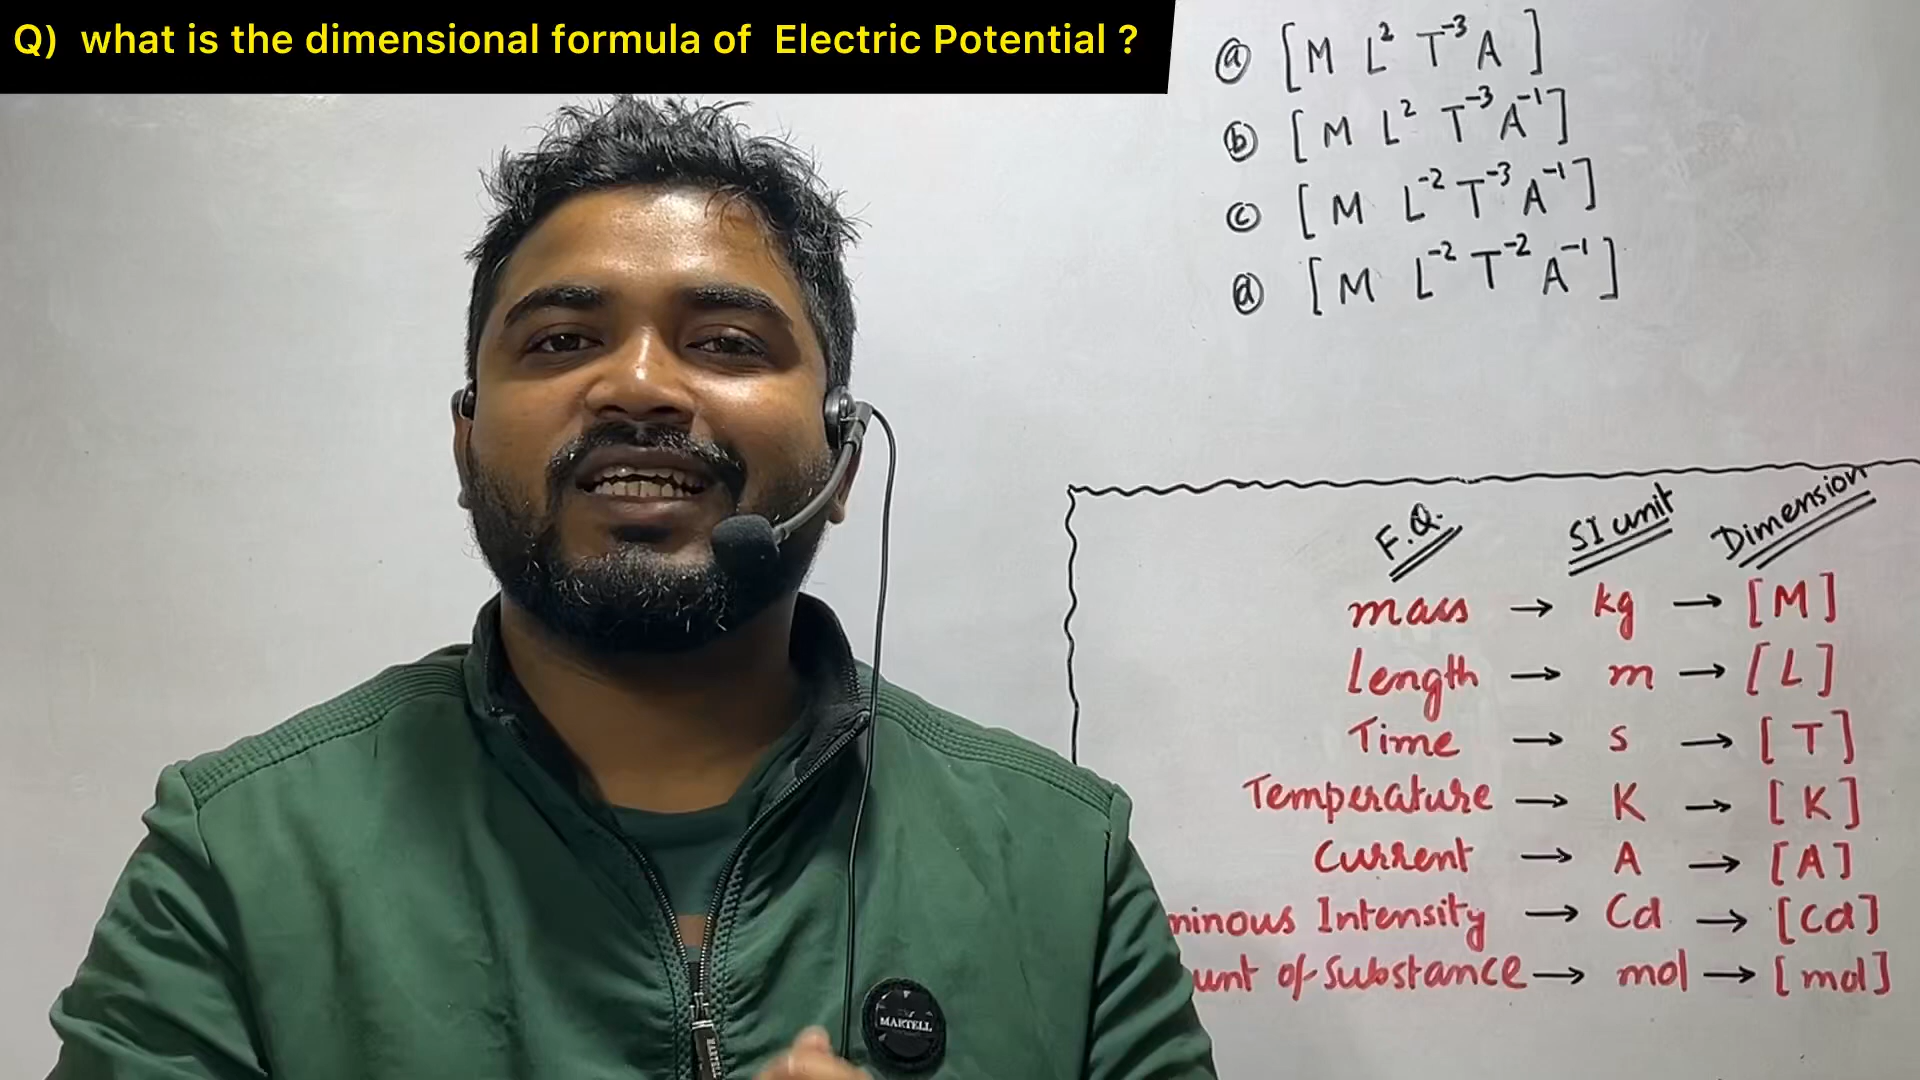 Q) what is the dimensional formula of Electric Potential ?
ⓐ [M L² T⁻³ A]
ⓑ [M L² T⁻³ A⁻¹]
ⓒ [M L⁻² T⁻³ A⁻¹]
ⓓ [M L⁻² T⁻² A⁻¹]
F.Q. SI unit Dimension
mass → kg → [M]
Length → m → [L]
Time → s → [T]
Temperature → K → [K]
Current → A → [A]
minous Intensity → Cd → [Cd]
unt of substance → mol → [mol]
MARTELL